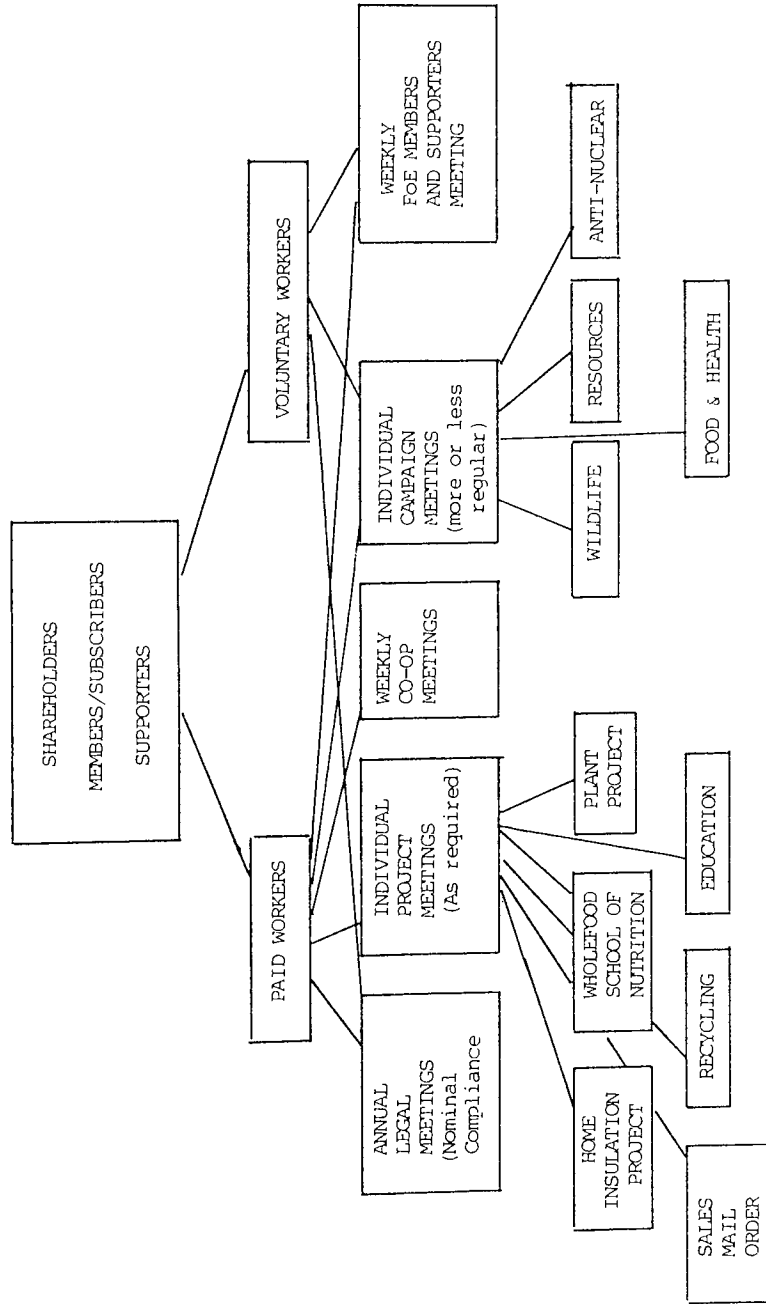 SHAREHOLDERS
MEMBERS/SUBSCRIBERS
SUPPORTERS
PAID WORKERS
VOLUNTARY WORKERS
ANNUAL
LEGAL
MEETINGS
(Nominal
Compliance
INDIVIDUAL
PROJECT
MEETINGS
(As required)
WEEKLY
CO-OP
MEETINGS
INDIVIDUAL
CAMPAIGN
MEETINGS
(more or less
regular)
WEEKLY
FoE MEMBERS
AND SUPPORTERS
MEETING
HOME
INSULATION
PROJECT
WHOLEFOOD
SCHOOL OF
NUTRITION
PLANT
PROJECT
WILDLIFE
RESOURCES
ANTI-NUCLEAR
SALES
MAIL
ORDER
RECYCLING
EDUCATION
FOOD & HEALTH